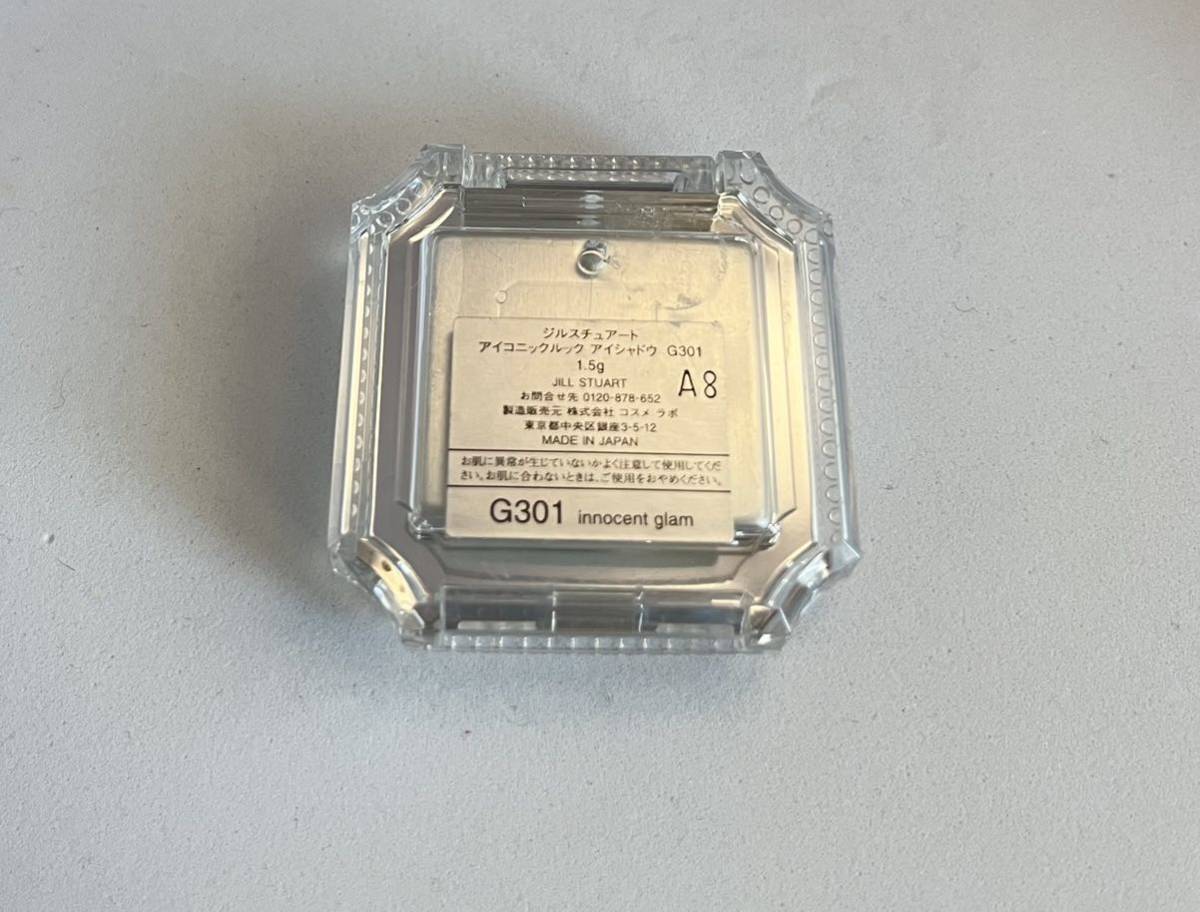 ジルスチュアート
アイコニックルック アイシャドウ G301
1.5g
JILL STUART
A8
お問合せ先 0120-878-652
製造販売元 株式会社 コスメ ラボ
東京都中央区銀座3-5-12
MADE IN JAPAN
お肌に異常が生じていないかよく注意して使用してくだ
さい。お肌に合わないときは、ご使用をおやめください。
G301 innocent glam